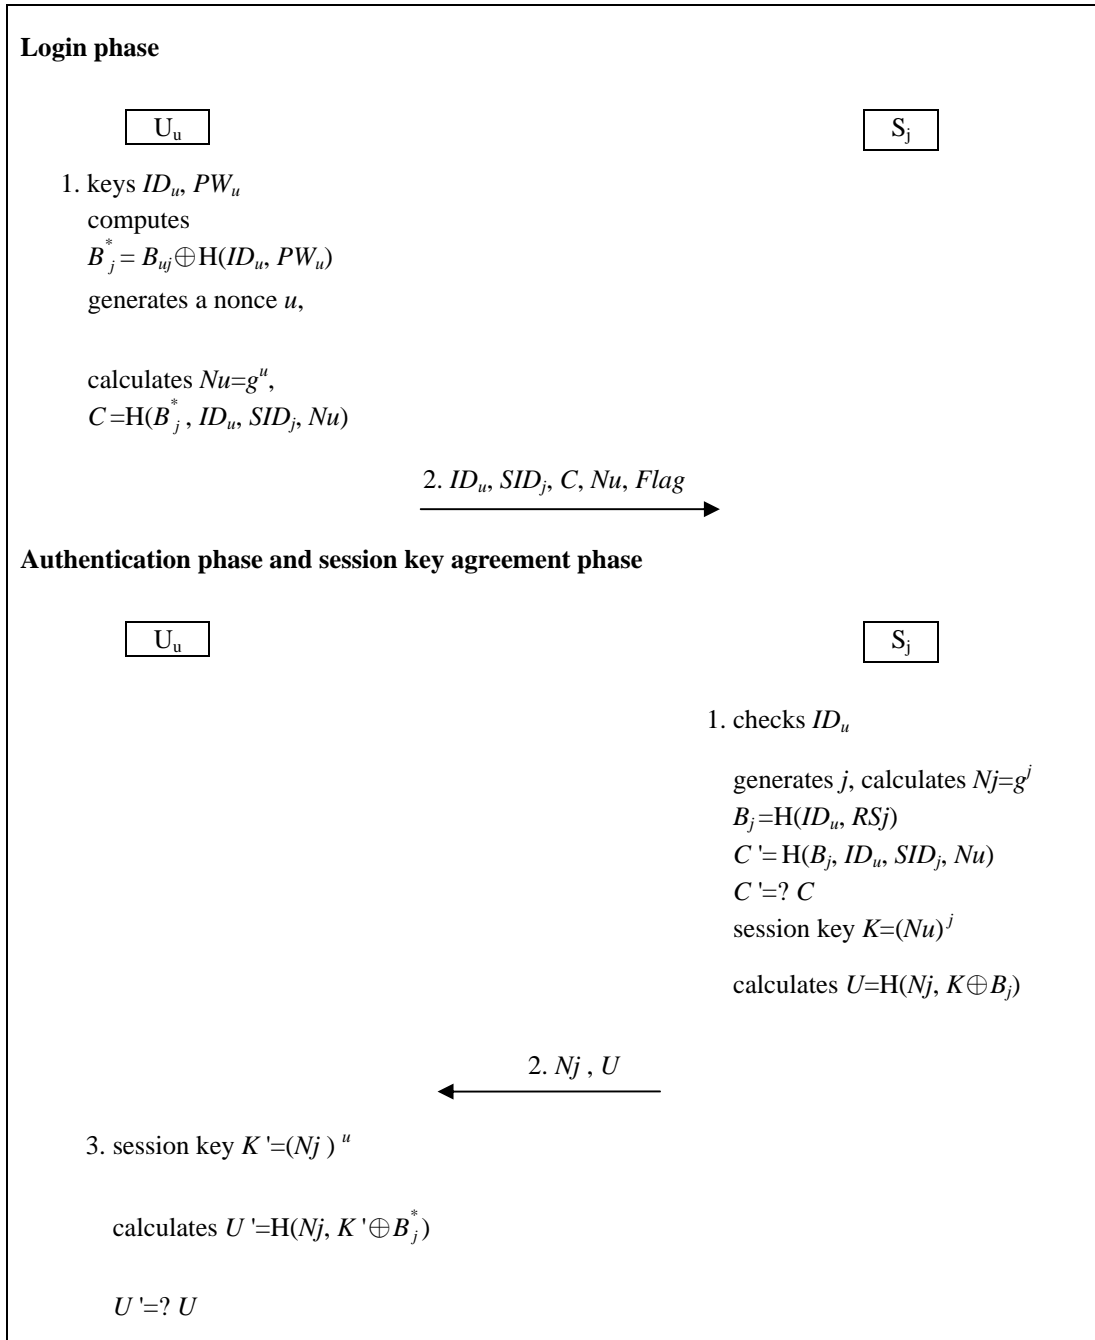 Login phase
U_u
S_j
1. keys ID_u, PW_u
computes
B^*_j = B_uj⊕H(ID_u, PW_u)
generates a nonce u,
calculates Nu=g^u,
C=H(B^*_j, ID_u, SID_j, Nu)
2. ID_u, SID_j, C, Nu, Flag
Authentication phase and session key agreement phase
U_u
S_j
1. checks ID_u
generates j, calculates Nj=g^j
B_j=H(ID_u, RSj)
C '= H(B_j, ID_u, SID_j, Nu)
C '=? C
session key K=(Nu)^j
calculates U=H(Nj, K⊕B_j)
2. Nj , U
3. session key K '=(Nj )^u
calculates U '=H(Nj, K '⊕B^*_j)
U '=? U